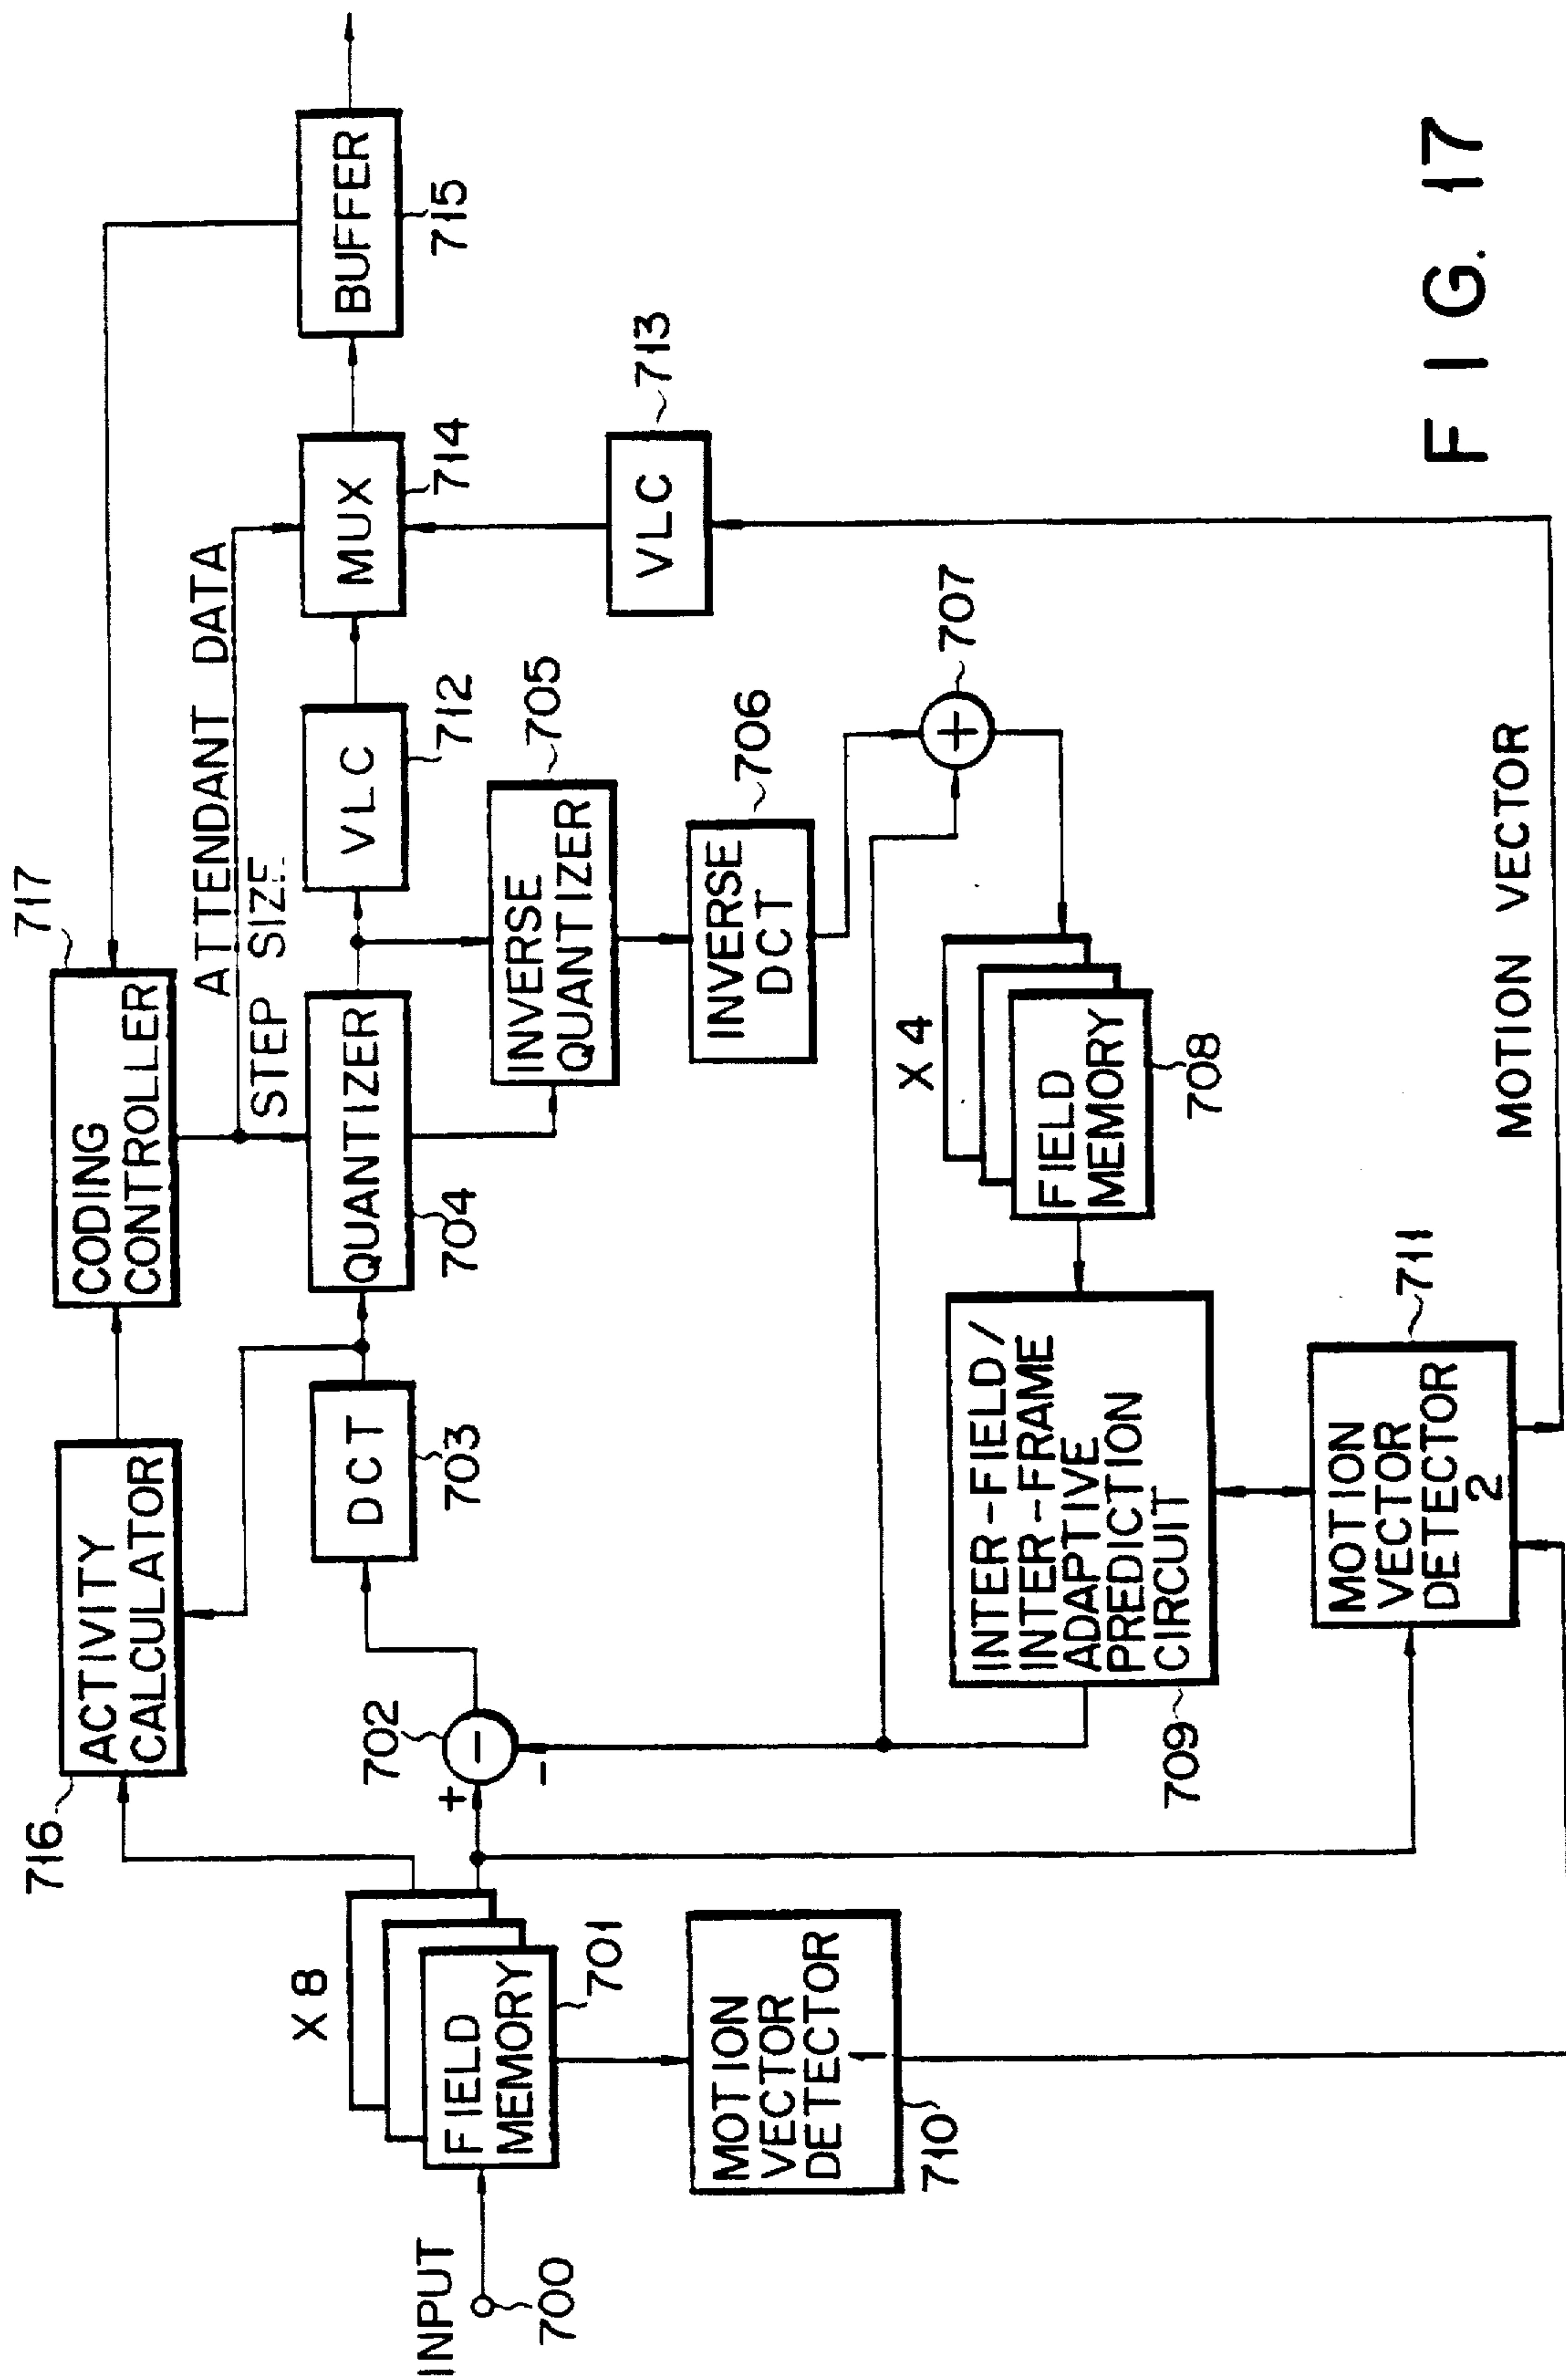 717
716
CODING
CONTROLLER
ACTIVITY
CALCULATOR
ATTENDANT DATA
STEP SIZE
INPUT
700
X 8
FIELD
MEMORY
701
+
-
-
702
DCT
703
QUANTIZER
704
VLC
712
MUX
714
BUFFER
715
INVERSE
QUANTIZER
705
VLC
713
INVERSE
DCT
706
+
707
MOTION
VECTOR
DETECTOR
1
710
X 4
FIELD
MEMORY
708
INTER-FIELD/
INTER-FRAME
ADAPTIVE
PREDICTION
CIRCUIT
709
MOTION
VECTOR
DETECTOR
2
711
MOTION VECTOR
FIG. 17